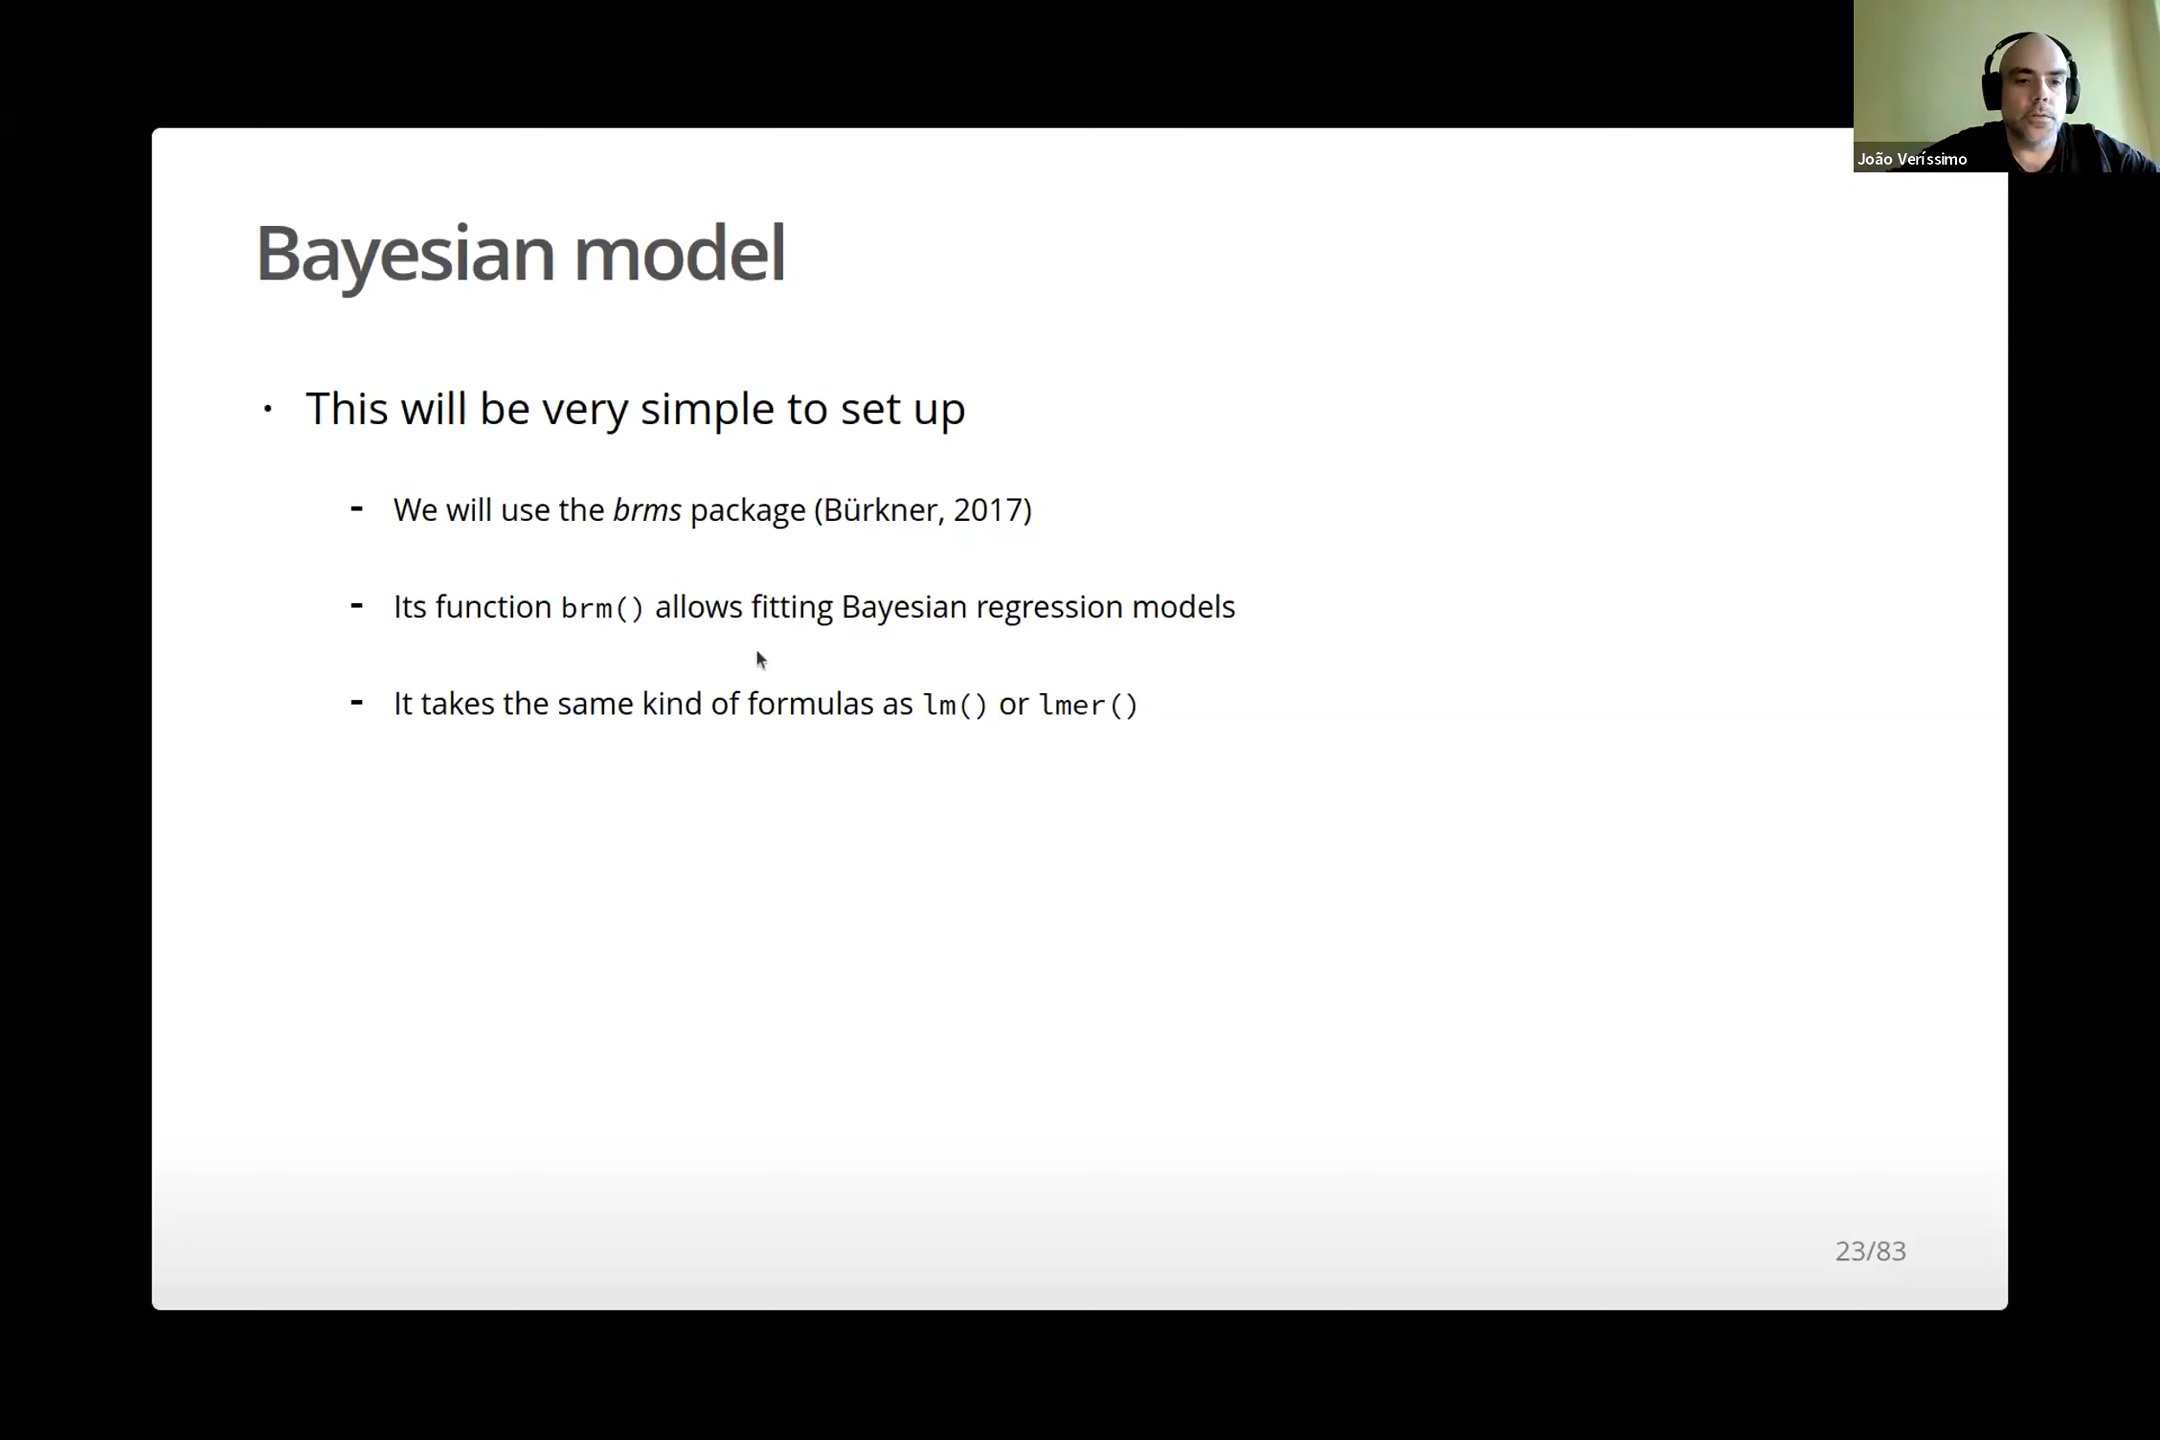 João Veríssimo
Bayesian model
• This will be very simple to set up
- We will use the brms package (Bürkner, 2017)
- Its function brm() allows fitting Bayesian regression models
- It takes the same kind of formulas as lm() or lmer()
23/83